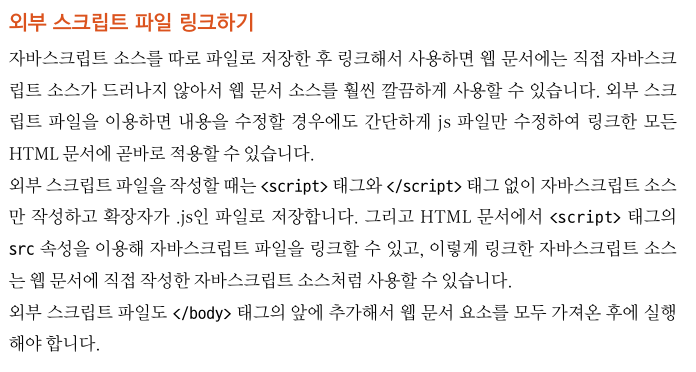 외부 스크립트 파일 링크하기
자바스크립트 소스를 따로 파일로 저장한 후 링크해서 사용하면 웹 문서에는 직접 자바스크
립트 소스가 드러나지 않아서 웹 문서 소스를 훨씬 깔끔하게 사용할 수 있습니다. 외부 스크
립트 파일을 이용하면 내용을 수정할 경우에도 간단하게 js 파일만 수정하여 링크한 모든
HTML 문서에 곧바로 적용할 수 있습니다.
외부 스크립트 파일을 작성할 때는 <script> 태그와 </script> 태그 없이 자바스크립트 소스
만 작성하고 확장자가 .js인 파일로 저장합니다. 그리고 HTML 문서에서 <script> 태그의
src 속성을 이용해 자바스크립트 파일을 링크할 수 있고, 이렇게 링크한 자바스크립트 소스
는 웹 문서에 직접 작성한 자바스크립트 소스처럼 사용할 수 있습니다.
외부 스크립트 파일도 </body> 태그의 앞에 추가해서 웹 문서 요소를 모두 가져온 후에 실행
해야 합니다.